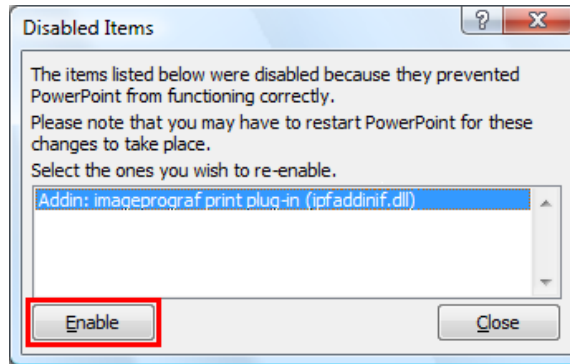 Disabled Items
The items listed below were disabled because they prevented
PowerPoint from functioning correctly.
Please note that you may have to restart PowerPoint for these
changes to take place.
Select the ones you wish to re-enable.
Addin: imageprograf print plug-in (ipfaddinif.dll)
Enable
Close